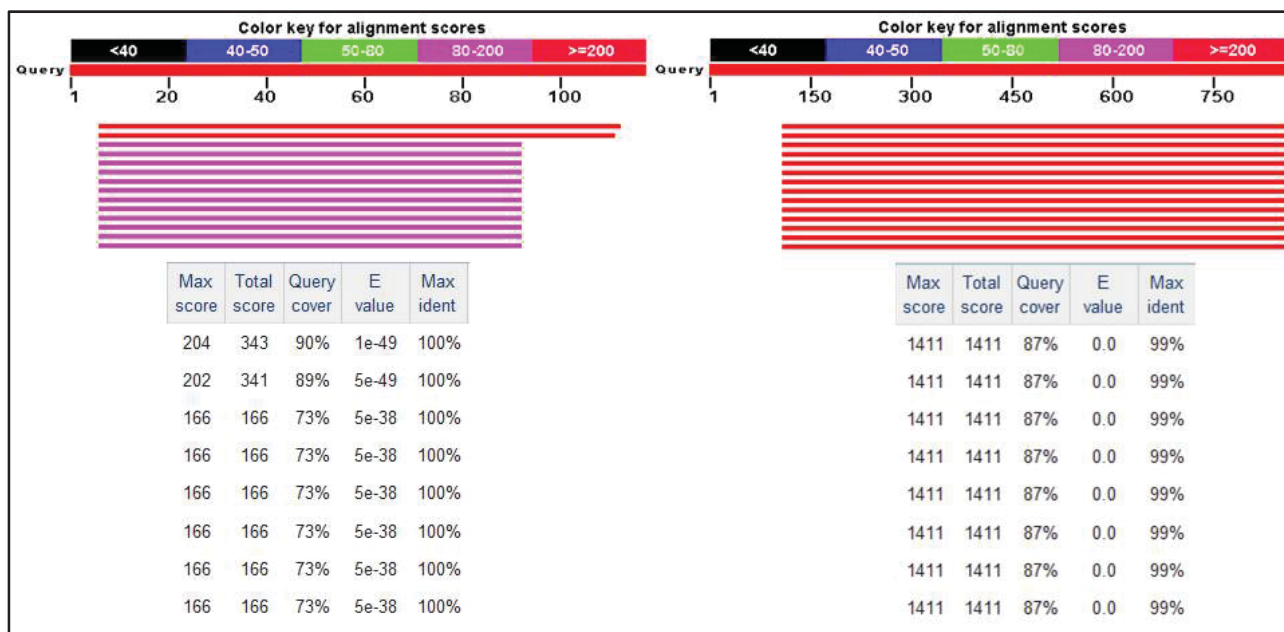 Color key for alignment scores
<40 40-50 50-80 80-200 >=200
Query
1 20 40 60 80 100
Max score Total score Query cover E value Max ident
204 343 90% 1e-49 100%
202 341 89% 5e-49 100%
166 166 73% 5e-38 100%
166 166 73% 5e-38 100%
166 166 73% 5e-38 100%
166 166 73% 5e-38 100%
166 166 73% 5e-38 100%
166 166 73% 5e-38 100%
Color key for alignment scores
<40 40-50 50-80 80-200 >=200
Query
1 150 300 450 600 750
Max score Total score Query cover E value Max ident
1411 1411 87% 0.0 99%
1411 1411 87% 0.0 99%
1411 1411 87% 0.0 99%
1411 1411 87% 0.0 99%
1411 1411 87% 0.0 99%
1411 1411 87% 0.0 99%
1411 1411 87% 0.0 99%
1411 1411 87% 0.0 99%